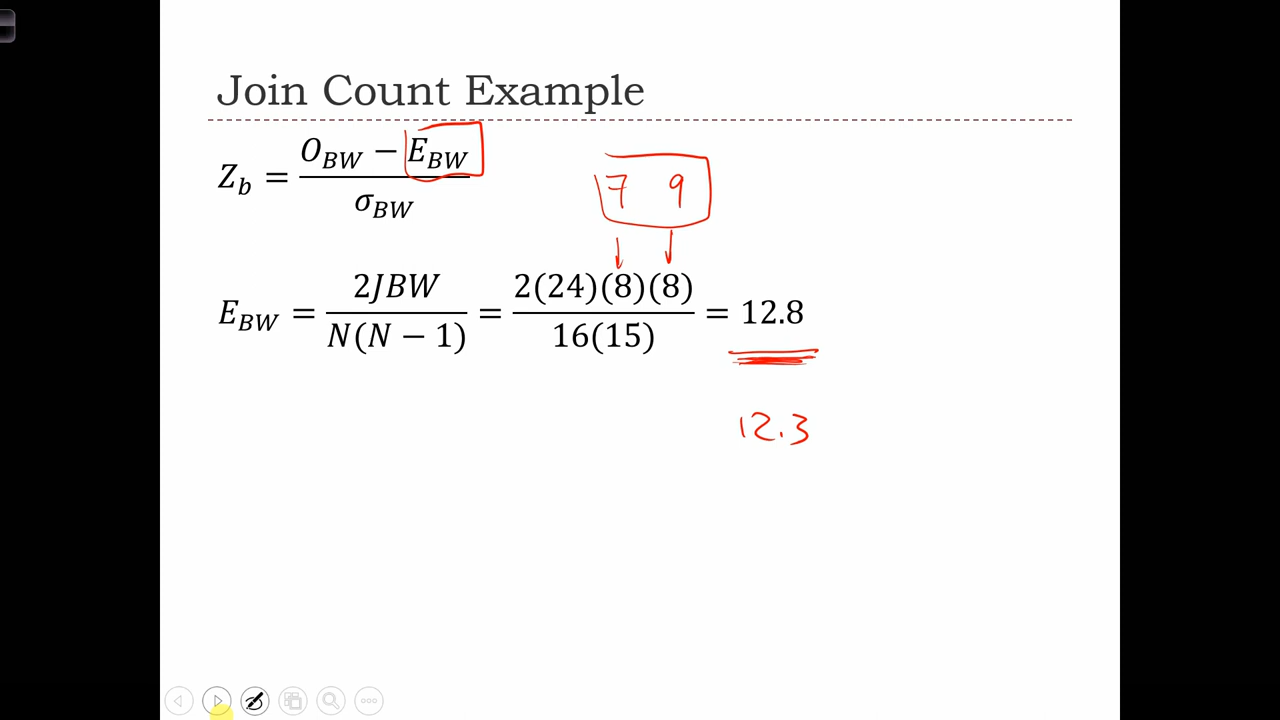 Join Count Example
Z_b = (O_BW − E_BW) / σ_BW
7 9
E_BW = 2JBW / N(N − 1) = 2(24)(8)(8) / 16(15) = 12.8
12.3